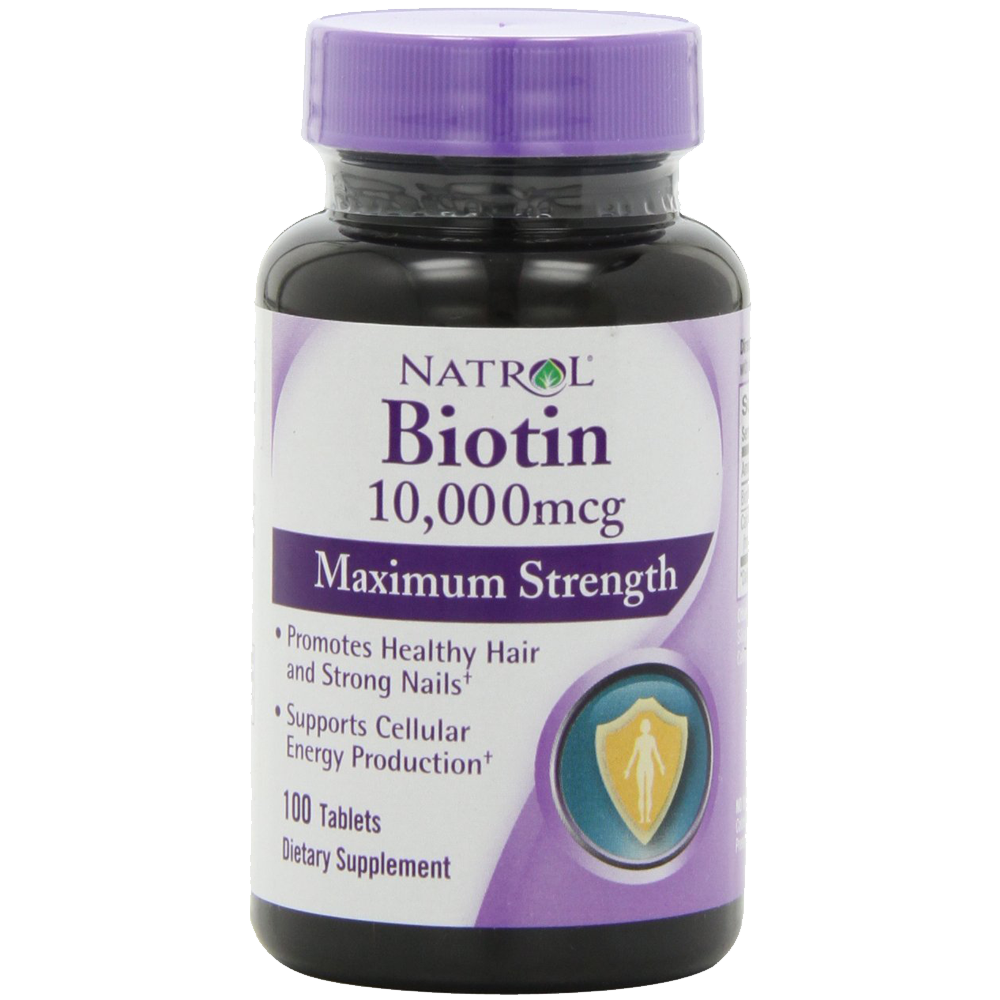 NATROL®
Biotin
10,000mcg
Maximum Strength
• Promotes Healthy Hair
and Strong Nails†
• Supports Cellular
Energy Production†
100 Tablets
Dietary Supplement